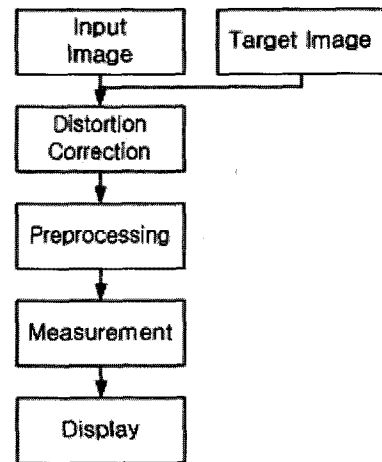 Input
Image
Target Image
Distortion
Correction
Preprocessing
Measurement
Display